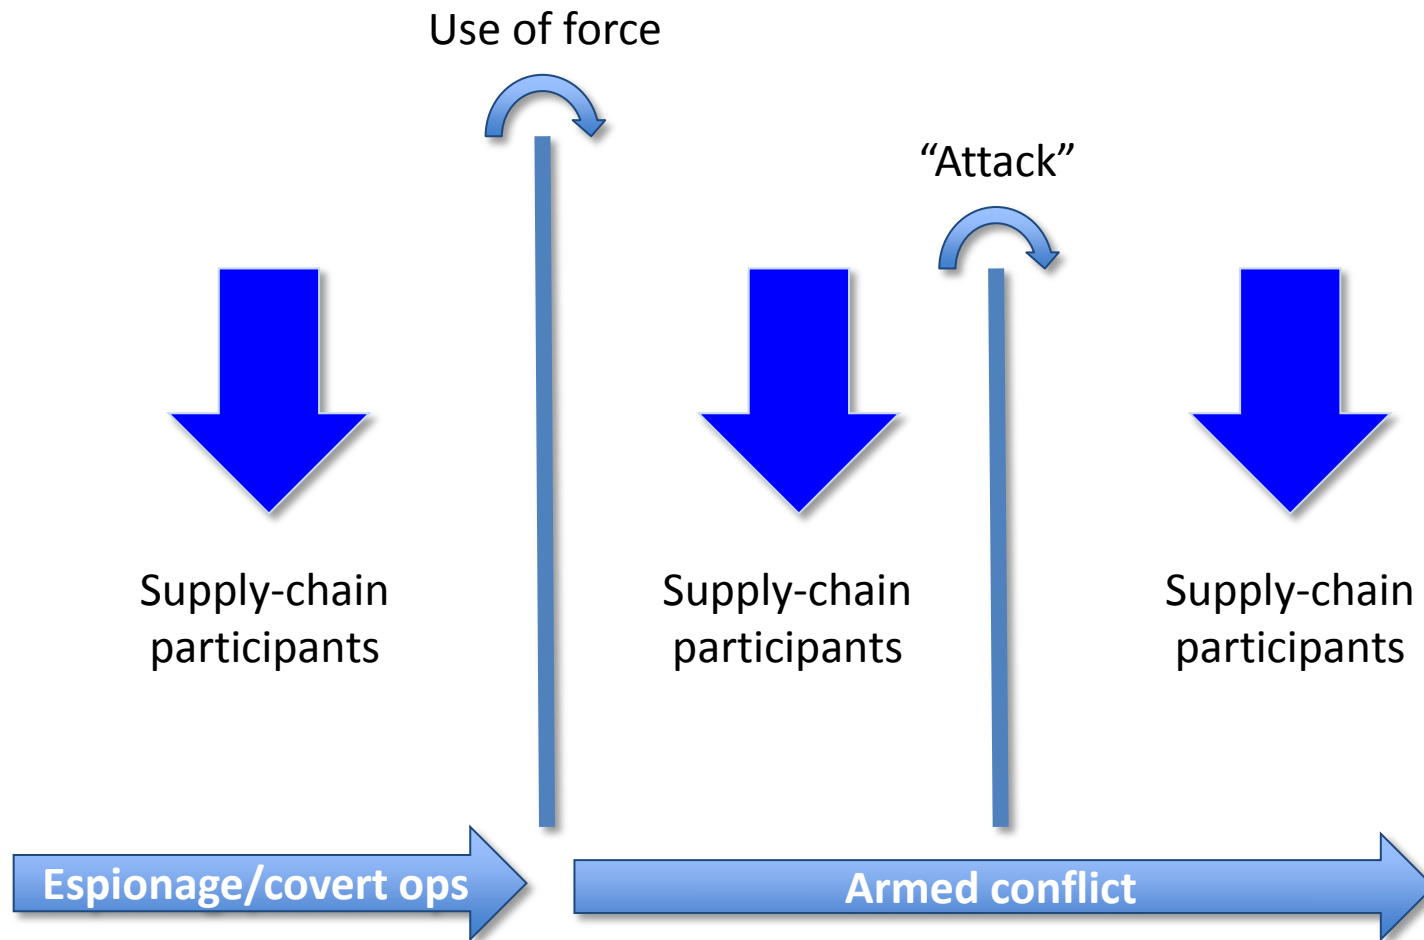 Use of force
“Attack”
Supply-chain
participants
Supply-chain
participants
Supply-chain
participants
Espionage/covert ops
Armed conflict